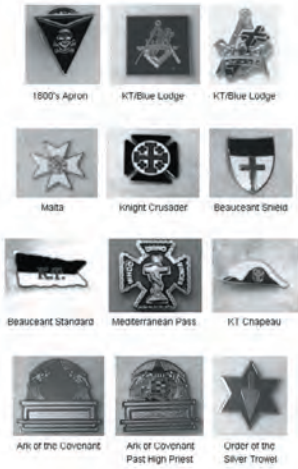 1800's Apron
KT/Blue Lodge
KT/Blue Lodge
Malta
Knight Crusader
Beauceant Shield
K.T.
Beauceant Standard
Mediterranean Pass
KT Chapeau
Ark of the Covenant
Ark of Covenant
Past High Priest
Order of the
Silver Trowel